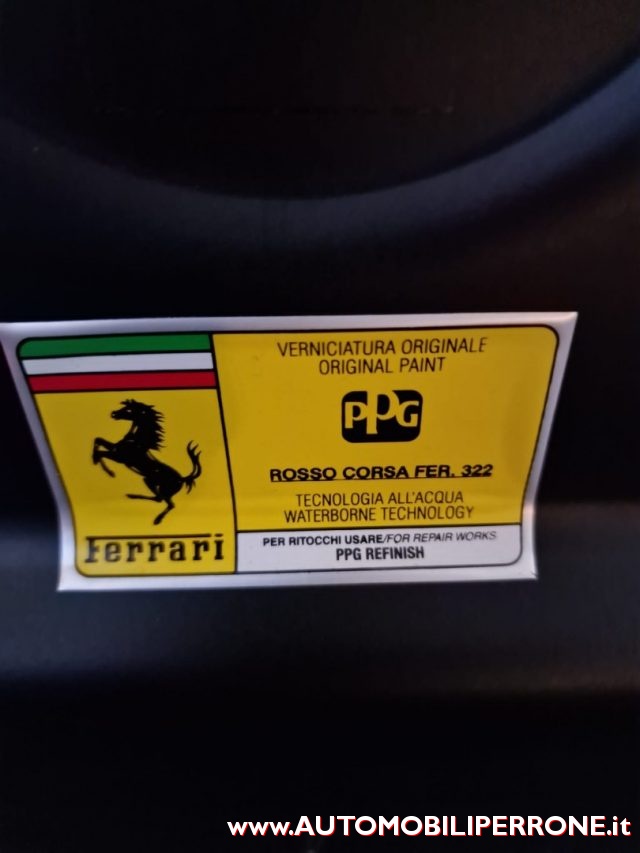 VERNICIATURA ORIGINALE
ORIGINAL PAINT
PPG
ROSSO CORSA FER. 322
TECNOLOGIA ALL'ACQUA
WATERBORNE TECHNOLOGY
Ferrari
PER RITOCCHI USARE/FOR REPAIR WORKS
PPG REFINISH
www.AUTOMOBILIPERRONE.it